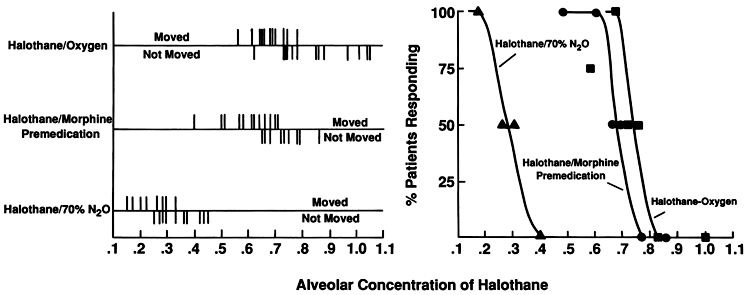 Halothane/Oxygen
Moved
Not Moved
Halothane/Morphine
Premedication
Moved
Not Moved
Halothane/70% N₂O
Moved
Not Moved
.1 .2 .3 .4 .5 .6 .7 .8 .9 1.0 1.1
% Patients Responding
100
75
50
25
Halothane/70% N₂O
Halothane/Morphine
Premedication
Halothane-Oxygen
.1 .2 .3 .4 .5 .6 .7 .8 .9 1.0 1.1
Alveolar Concentration of Halothane